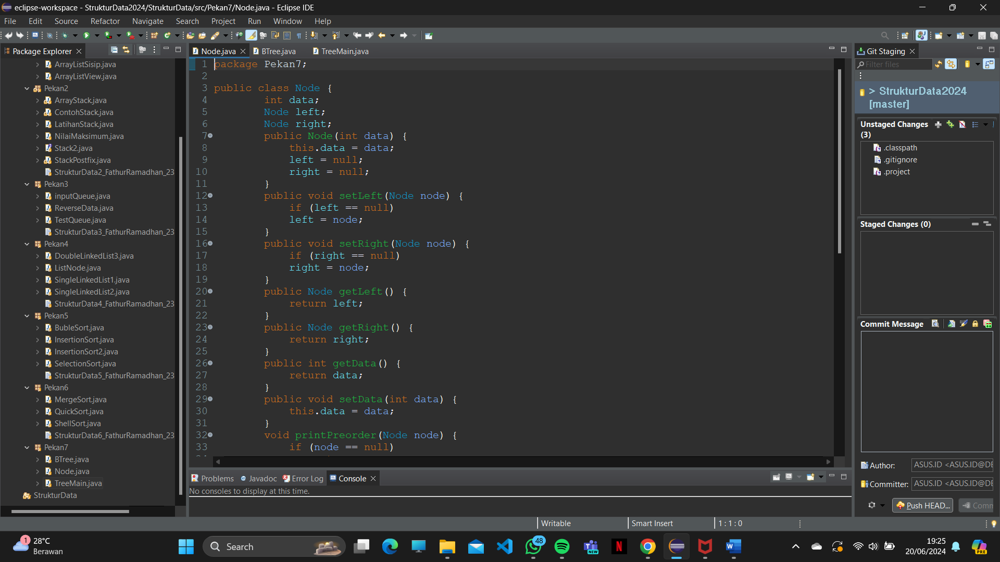 eclipse-workspace - StrukturData2024/StrukturData/src/Pekan7/Node.java - Eclipse IDE
File Edit Source Refactor Navigate Search Project Run Window Help
Package Explorer
ArrayListSisip.java
ArrayListView.java
Pekan2
ArrayStack.java
ContohStack.java
LatihanStack.java
NilaiMaksimum.java
Stack2.java
StackPostfix.java
StrukturData2_FathurRamadhan_23
Pekan3
inputQueue.java
ReverseData.java
TestQueue.java
StrukturData3_FathurRamadhan_23
Pekan4
DoubleLinkedList3.java
ListNode.java
SingleLinkedList1.java
SingleLinkedList2.java
StrukturData4_FathurRamadhan_23
Pekan5
BubleSort.java
InsertionSort.java
InsertionSort2.java
SelectionSort.java
StrukturData5_FathurRamadhan_23
Pekan6
MergeSort.java
QuickSort.java
ShellSort.java
StrukturData6_FathurRamadhan_23
Pekan7
BTree.java
Node.java
TreeMain.java
StrukturData
Node.java BTree.java TreeMain.java
1 package Pekan7;
2
3 public class Node {
4 int data;
5 Node left;
6 Node right;
7 public Node(int data) {
8 this.data = data;
9 left = null;
10 right = null;
11 }
12 public void setLeft(Node node) {
13 if (left == null)
14 left = node;
15 }
16 public void setRight(Node node) {
17 if (right == null)
18 right = node;
19 }
20 public Node getLeft() {
21 return left;
22 }
23 public Node getRight() {
24 return right;
25 }
26 public int getData() {
27 return data;
28 }
29 public void setData(int data) {
30 this.data = data;
31 }
32 void printPreorder(Node node) {
33 if (node == null)
Problems Javadoc Error Log Console
No consoles to display at this time.
Git Staging
Filter files
> StrukturData2024
[master]
Unstaged Changes
(3)
.classpath
.gitignore
.project
Staged Changes (0)
Commit Message
Author: ASUS.ID <ASUS.ID@DE
Committer: ASUS.ID <ASUS.ID@DE
Push HEAD... Comm
Writable Smart Insert 1 : 1 : 0
1
28°C
Berawan
Search
48
NEW
19:25
20/06/2024
PRE